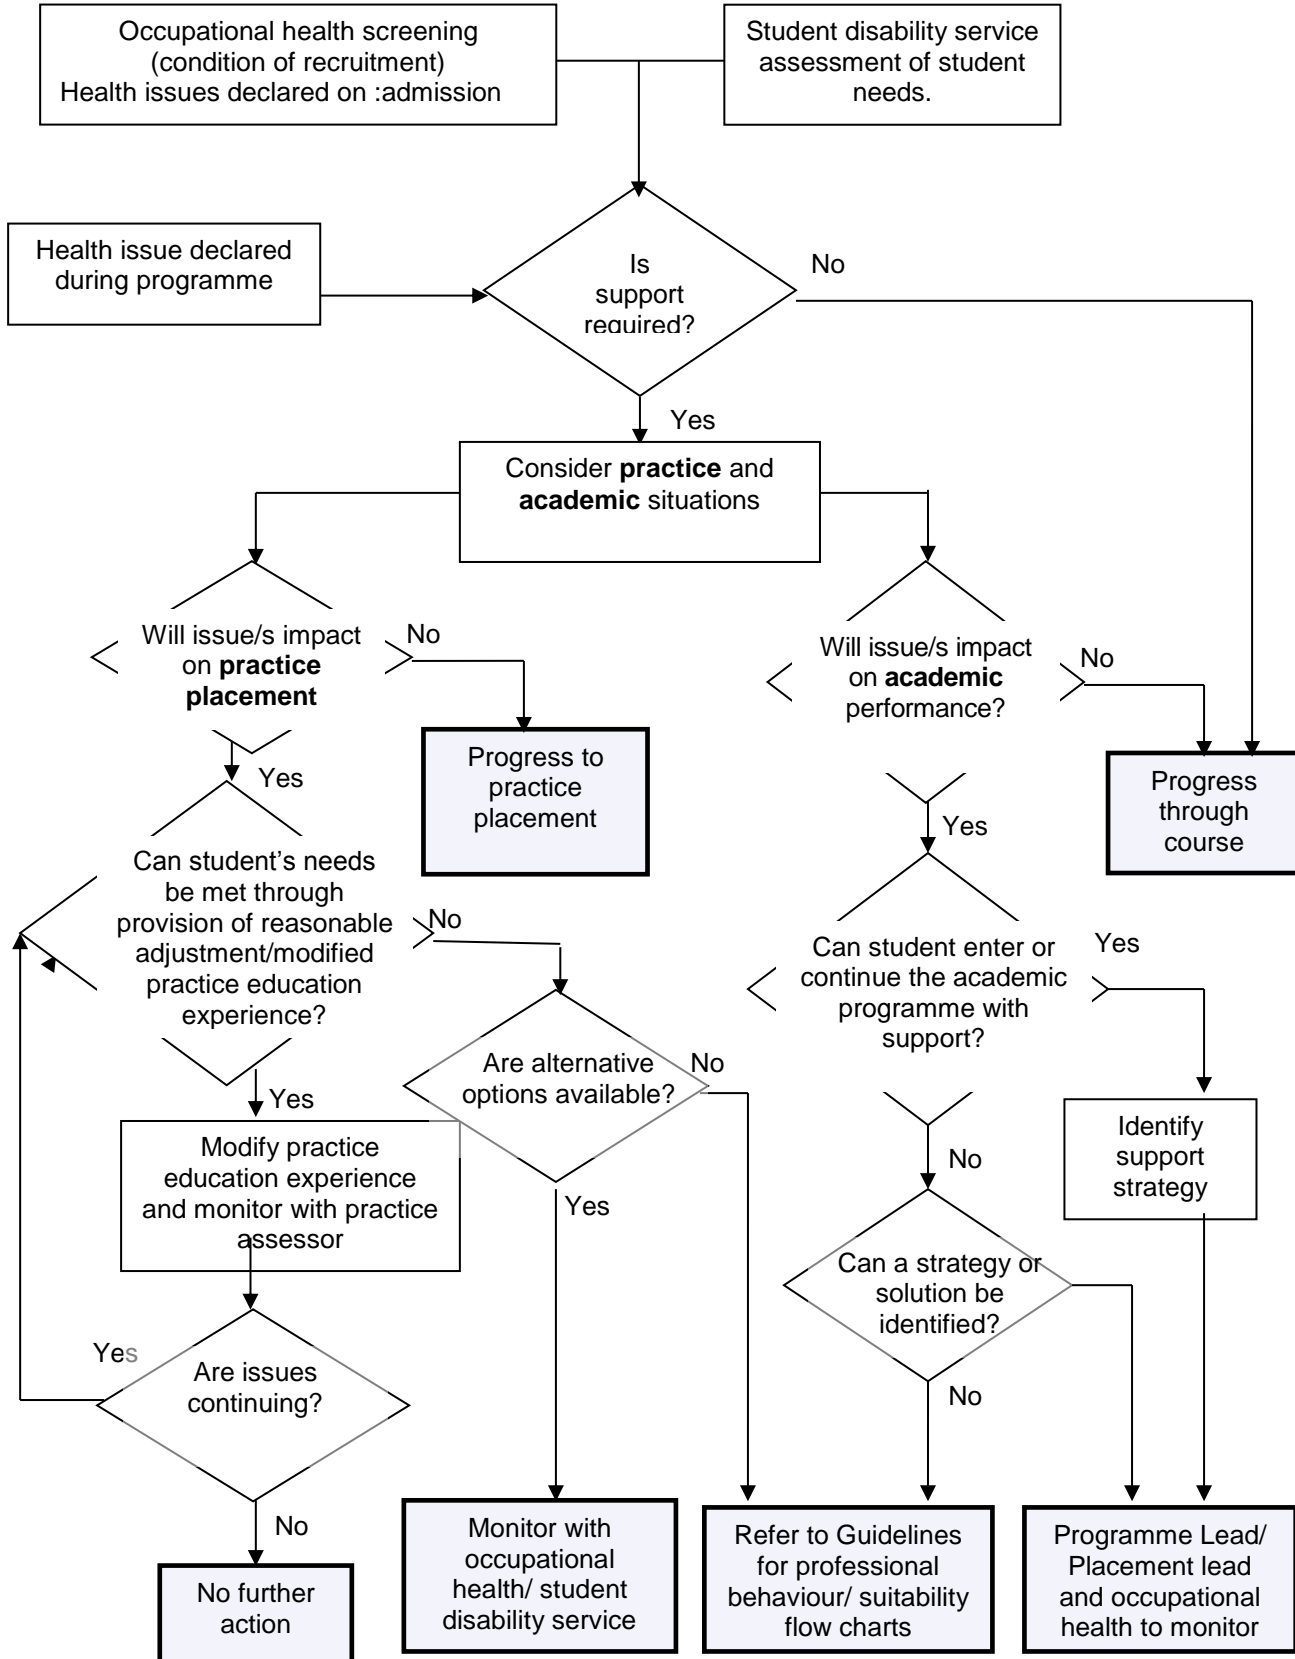 Occupational health screening
(condition of recruitment)
Health issues declared on :admission
Student disability service
assessment of student
needs.
Health issue declared
during programme
Is
support
required?
No
Yes
Consider practice and
academic situations
Will issue/s impact
on practice
placement
No
Yes
Progress to
practice
placement
Will issue/s impact
on academic
performance?
No
Yes
Progress
through
course
Can student’s needs
be met through
provision of reasonable
adjustment/modified
practice education
experience?
No
Yes
Can student enter or
continue the academic
programme with
support?
Yes
No
Are alternative
options available?
No
Yes
Identify
support
strategy
Modify practice
education experience
and monitor with practice
assessor
Can a strategy or
solution be
identified?
No
Yes
Are issues
continuing?
No
No further
action
Monitor with
occupational
health/ student
disability service
Refer to Guidelines
for professional
behaviour/ suitability
flow charts
Programme Lead/
Placement lead
and occupational
health to monitor